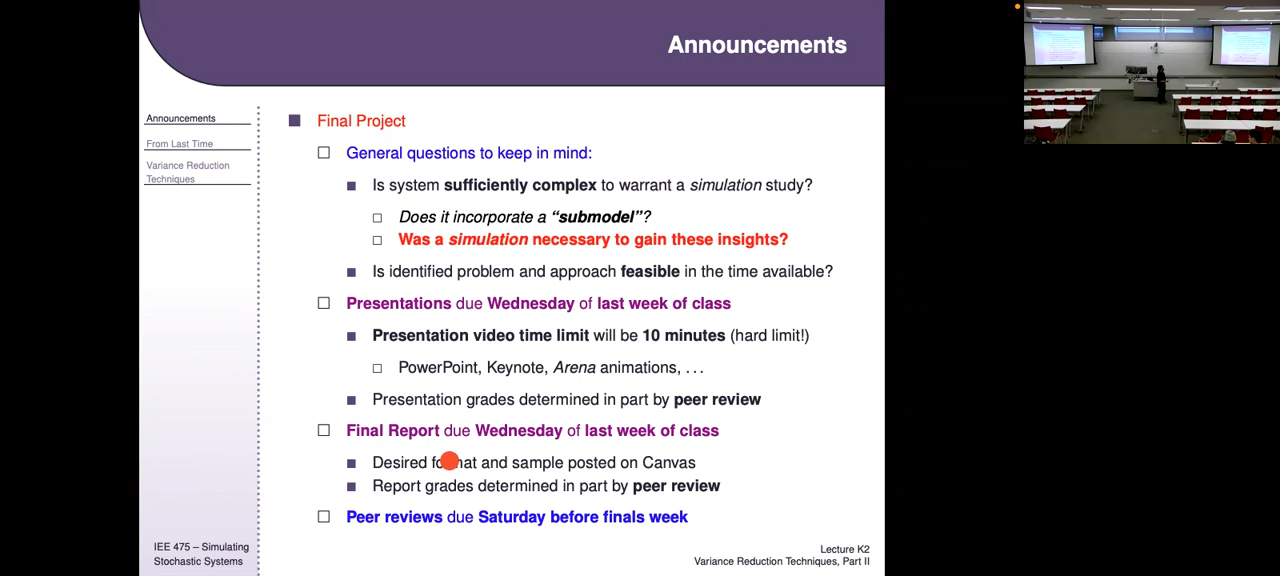 Announcements
Announcements
From Last Time
Variance Reduction
Techniques
Final Project
General questions to keep in mind:
Is system sufficiently complex to warrant a simulation study?
Does it incorporate a “submodel”?
Was a simulation necessary to gain these insights?
Is identified problem and approach feasible in the time available?
Presentations due Wednesday of last week of class
Presentation video time limit will be 10 minutes (hard limit!)
PowerPoint, Keynote, Arena animations, . . .
Presentation grades determined in part by peer review
Final Report due Wednesday of last week of class
Desired format and sample posted on Canvas
Report grades determined in part by peer review
Peer reviews due Saturday before finals week
IEE 475 – Simulating
Stochastic Systems
Lecture K2
Variance Reduction Techniques, Part II